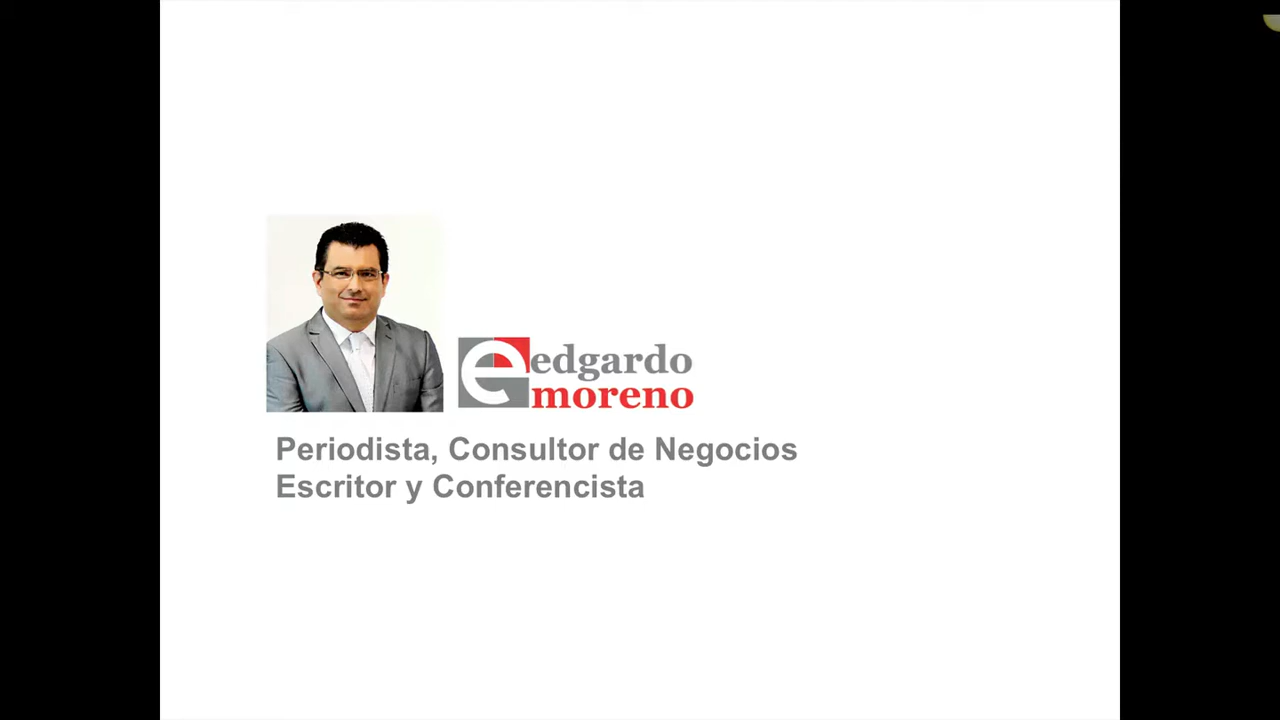 edgardo
moreno
Periodista, Consultor de Negocios
Escritor y Conferencista